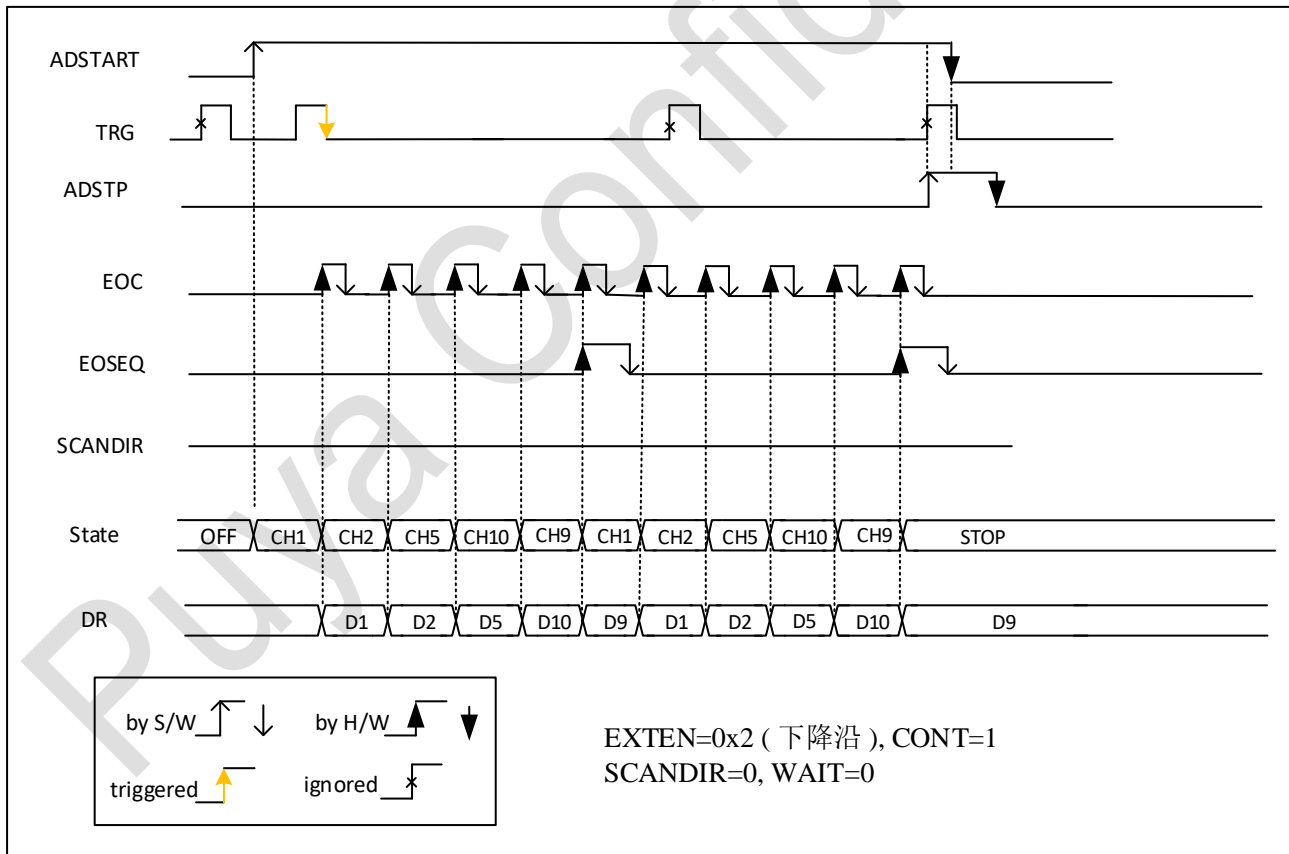 ADSTART
TRG
ADSTP
EOC
EOSEQ
SCANDIR
State OFF CH1 CH2 CH5 CH10 CH9 CH1 CH2 CH5 CH10 CH9 STOP
DR D1 D2 D5 D10 D9 D1 D2 D5 D10 D9
by S/W by H/W
triggered ignored
EXTEN=0x2 ( 下降沿 ), CONT=1
SCANDIR=0, WAIT=0
Puya Confid